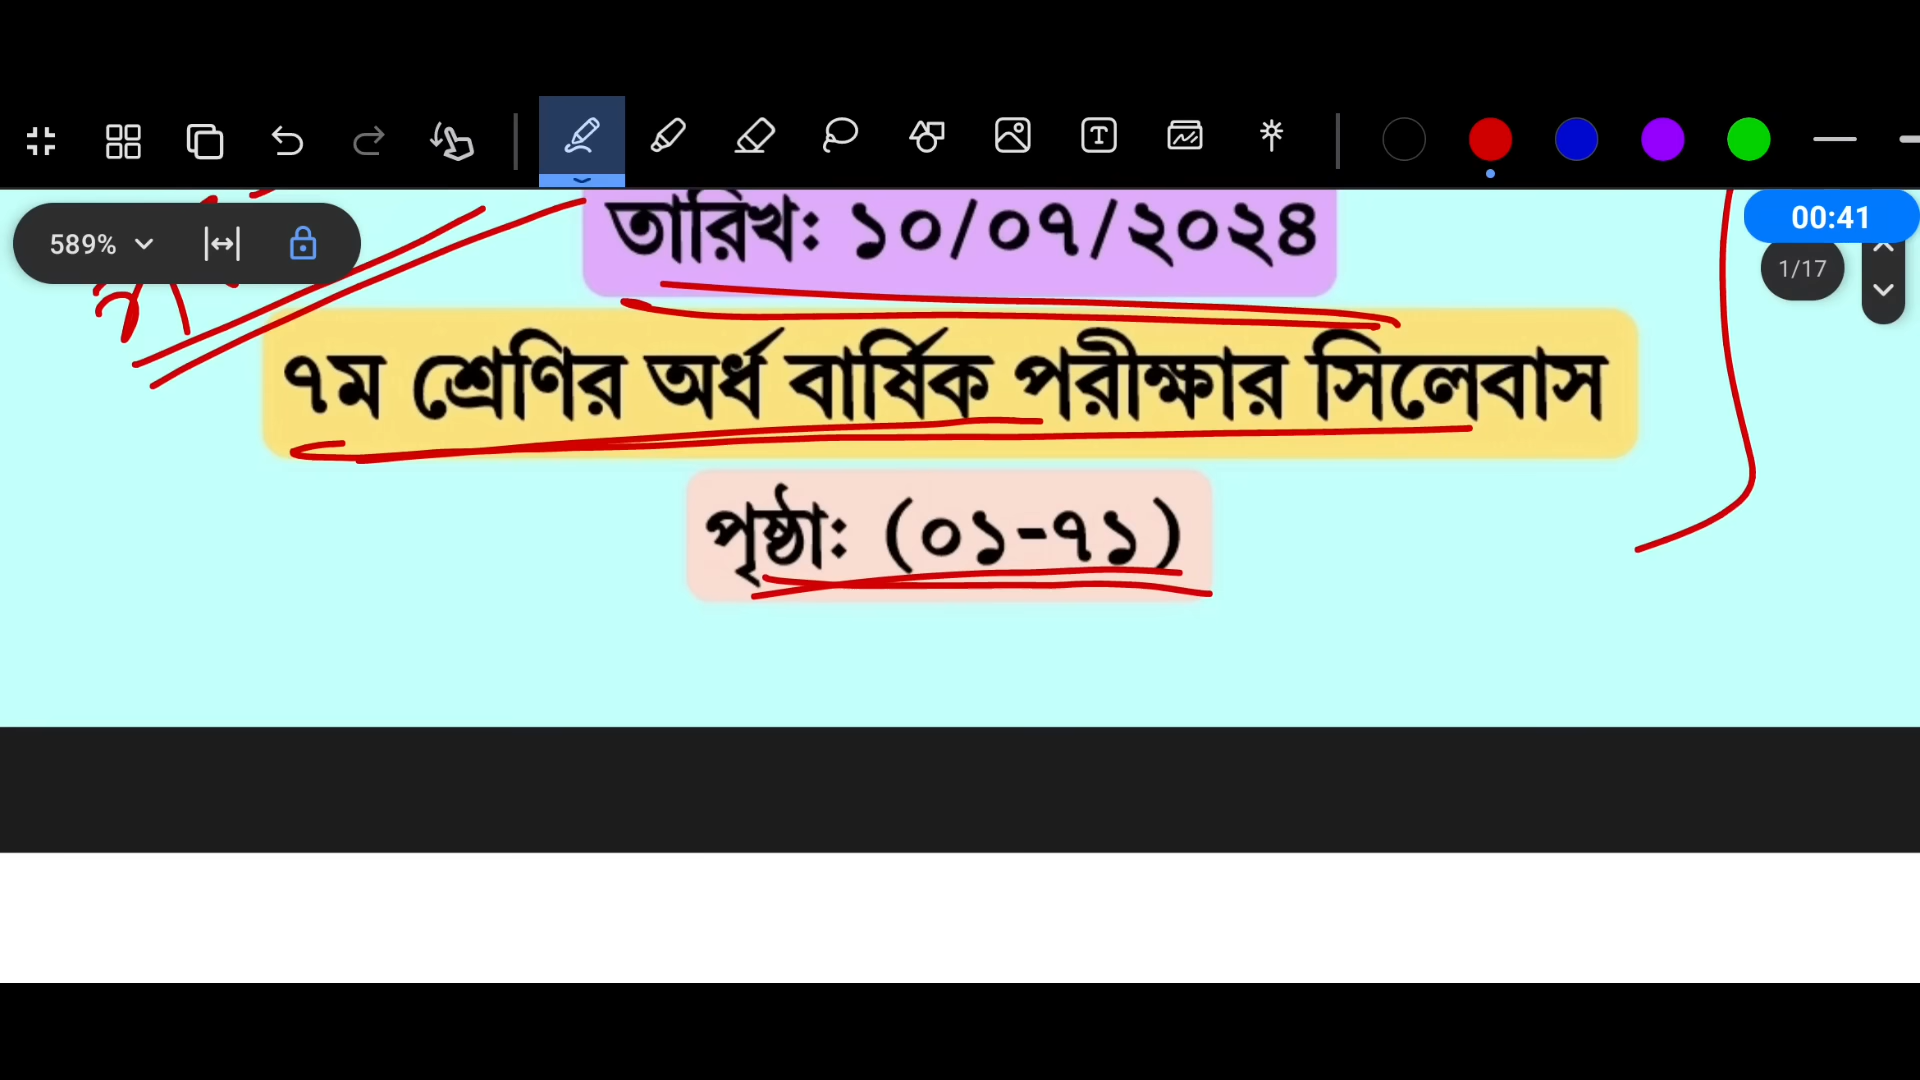 589%
00:41
1/17
তারিখ: ১০/০৭/২০২৪
৭ম শ্রেণির অর্ধ বার্ষিক পরীক্ষার সিলেবাস
পৃষ্ঠা: (০১-৭১)